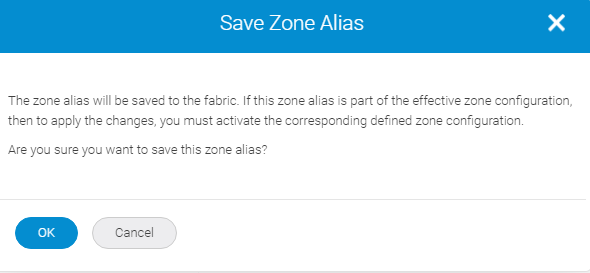 Save Zone Alias
The zone alias will be saved to the fabric. If this zone alias is part of the effective zone configuration,
then to apply the changes, you must activate the corresponding defined zone configuration.
Are you sure you want to save this zone alias?
OK
Cancel